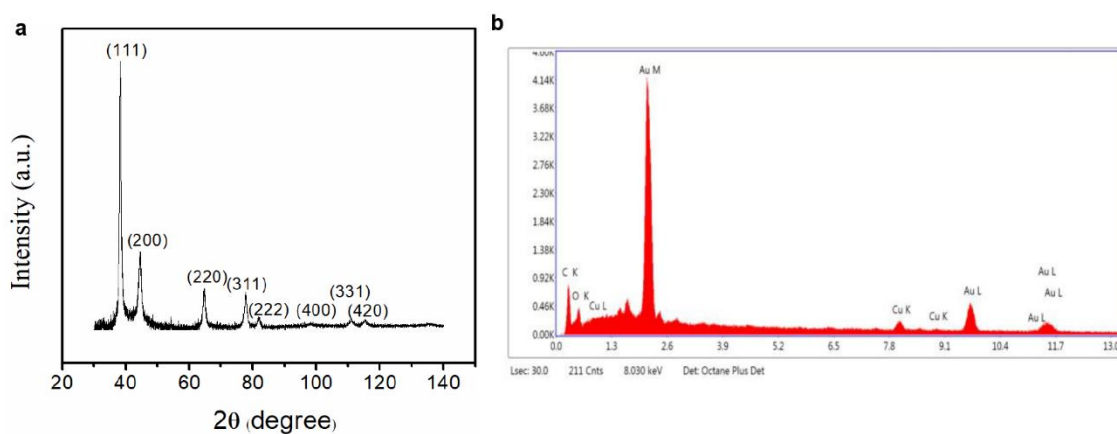 a
(111)
(200)
(220)
(311)
(222)
(400)
(331)
(420)
Intensity (a.u.)
20 40 60 80 100 120 140
2θ (degree)
b
4.60K
4.14K
3.68K
3.22K
2.76K
2.30K
1.84K
1.38K
0.92K
0.46K
0.00K
Au M
C K
O K
Cu L
Cu K
Cu K
Au L
Au L
Au L
Au L
0.0 1.3 2.6 3.9 5.2 6.5 7.8 9.1 10.4 11.7 13.0
Lsec: 30.0 211 Cnts 8.030 keV Det: Octane Plus Det